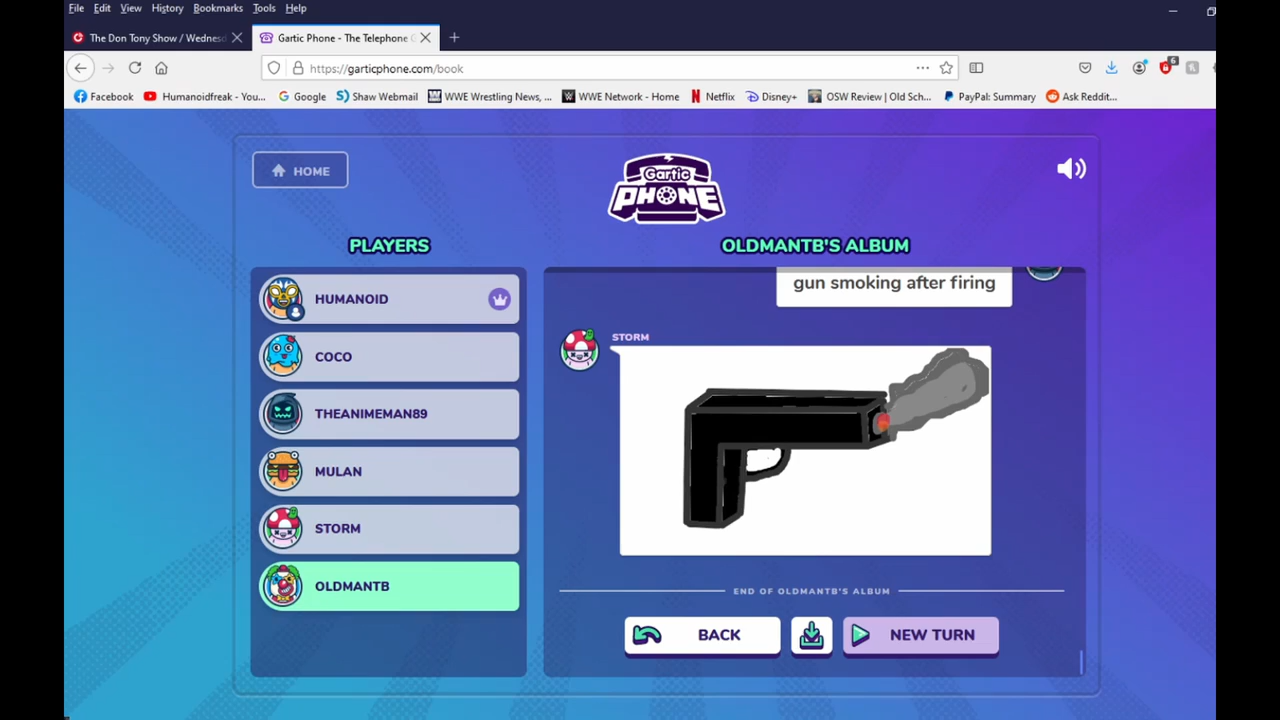 File Edit View History Bookmarks Tools Help
The Don Tony Show / Wednesd
Gartic Phone - The Telephone G
https://garticphone.com/book
6
Facebook Humanoidfreak - You... Google Shaw Webmail WWE Wrestling News, ... WWE Network - Home Netflix Disney+ OSW Review | Old Sch... PayPal: Summary Ask Reddit...
HOME
Gartic
PHONE
PLAYERS
OLDMANTB'S ALBUM
HUMANOID
COCO
THEANIMEMAN89
MULAN
STORM
OLDMANTB
gun smoking after firing
STORM
END OF OLDMANTB'S ALBUM
BACK
NEW TURN